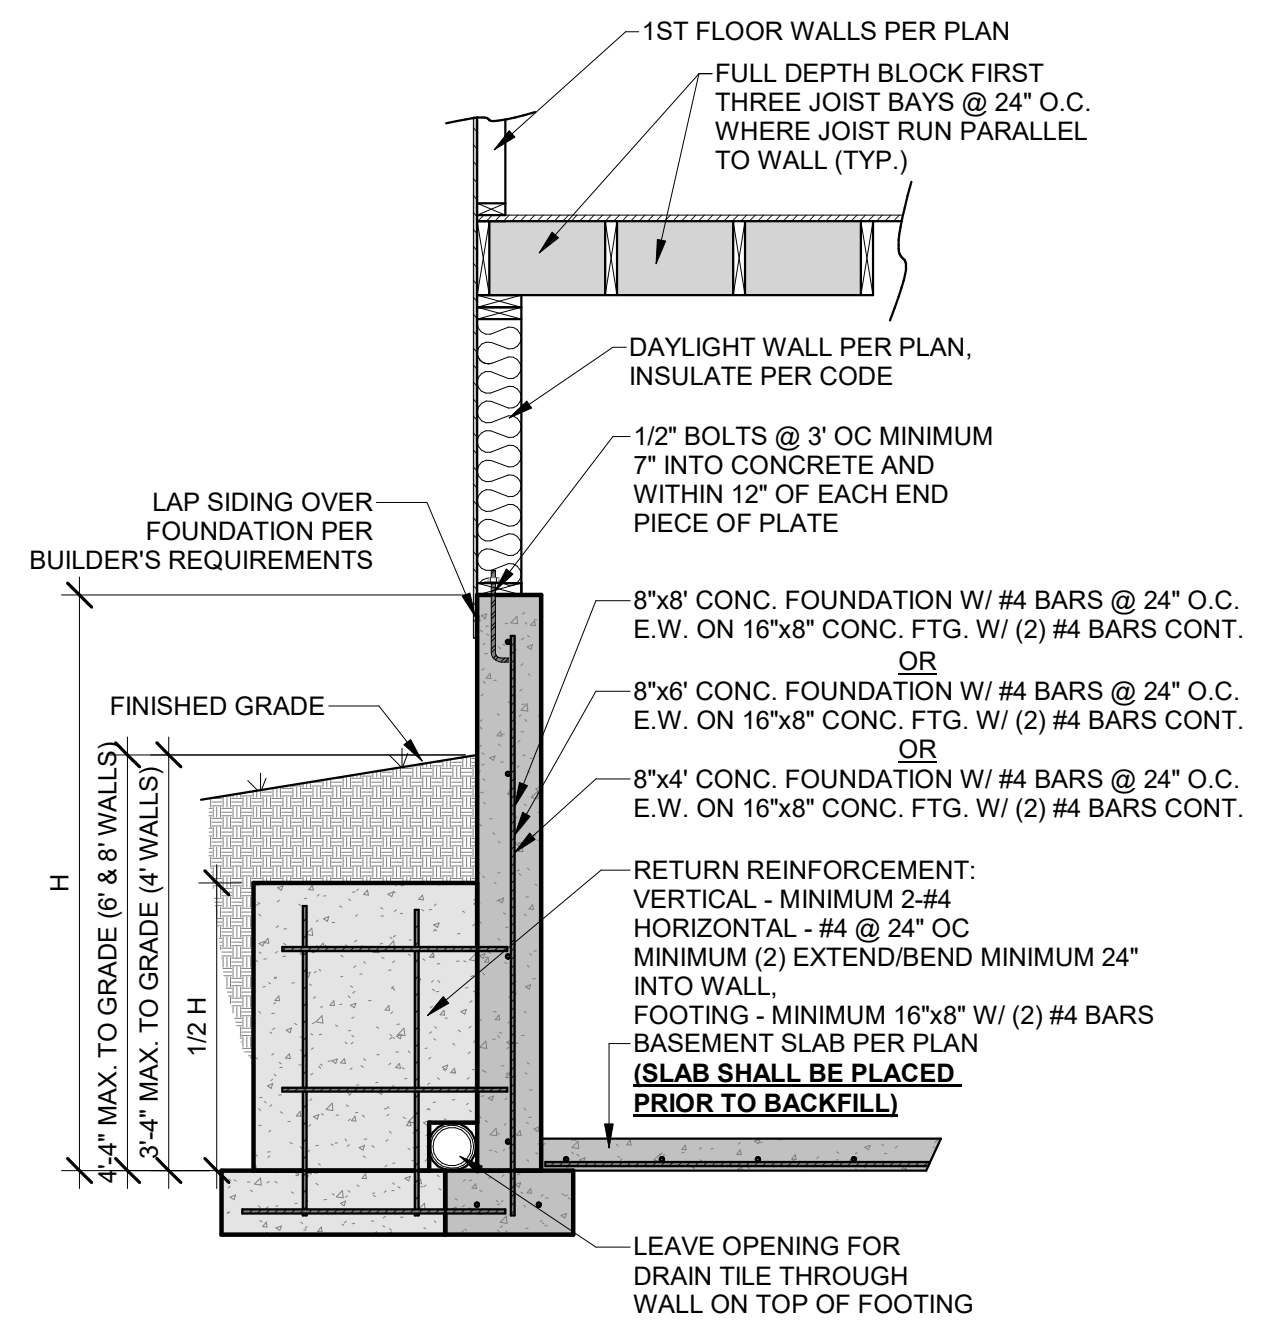 1ST FLOOR WALLS PER PLAN
FULL DEPTH BLOCK FIRST
THREE JOIST BAYS @ 24" O.C.
WHERE JOIST RUN PARALLEL
TO WALL (TYP.)
DAYLIGHT WALL PER PLAN,
INSULATE PER CODE
1/2" BOLTS @ 3' OC MINIMUM
7" INTO CONCRETE AND
WITHIN 12" OF EACH END
PIECE OF PLATE
LAP SIDING OVER
FOUNDATION PER
BUILDER'S REQUIREMENTS
8"x8' CONC. FOUNDATION W/ #4 BARS @ 24" O.C.
E.W. ON 16"x8" CONC. FTG. W/ (2) #4 BARS CONT.
OR
8"x6' CONC. FOUNDATION W/ #4 BARS @ 24" O.C.
E.W. ON 16"x8" CONC. FTG. W/ (2) #4 BARS CONT.
OR
8"x4' CONC. FOUNDATION W/ #4 BARS @ 24" O.C.
E.W. ON 16"x8" CONC. FTG. W/ (2) #4 BARS CONT.
FINISHED GRADE
H
4'-4" MAX. TO GRADE (6' & 8' WALLS)
3'-4" MAX. TO GRADE (4' WALLS)
1/2 H
RETURN REINFORCEMENT:
VERTICAL - MINIMUM 2-#4
HORIZONTAL - #4 @ 24" OC
MINIMUM (2) EXTEND/BEND MINIMUM 24"
INTO WALL,
FOOTING - MINIMUM 16"x8" W/ (2) #4 BARS
BASEMENT SLAB PER PLAN
(SLAB SHALL BE PLACED
PRIOR TO BACKFILL)
LEAVE OPENING FOR
DRAIN TILE THROUGH
WALL ON TOP OF FOOTING